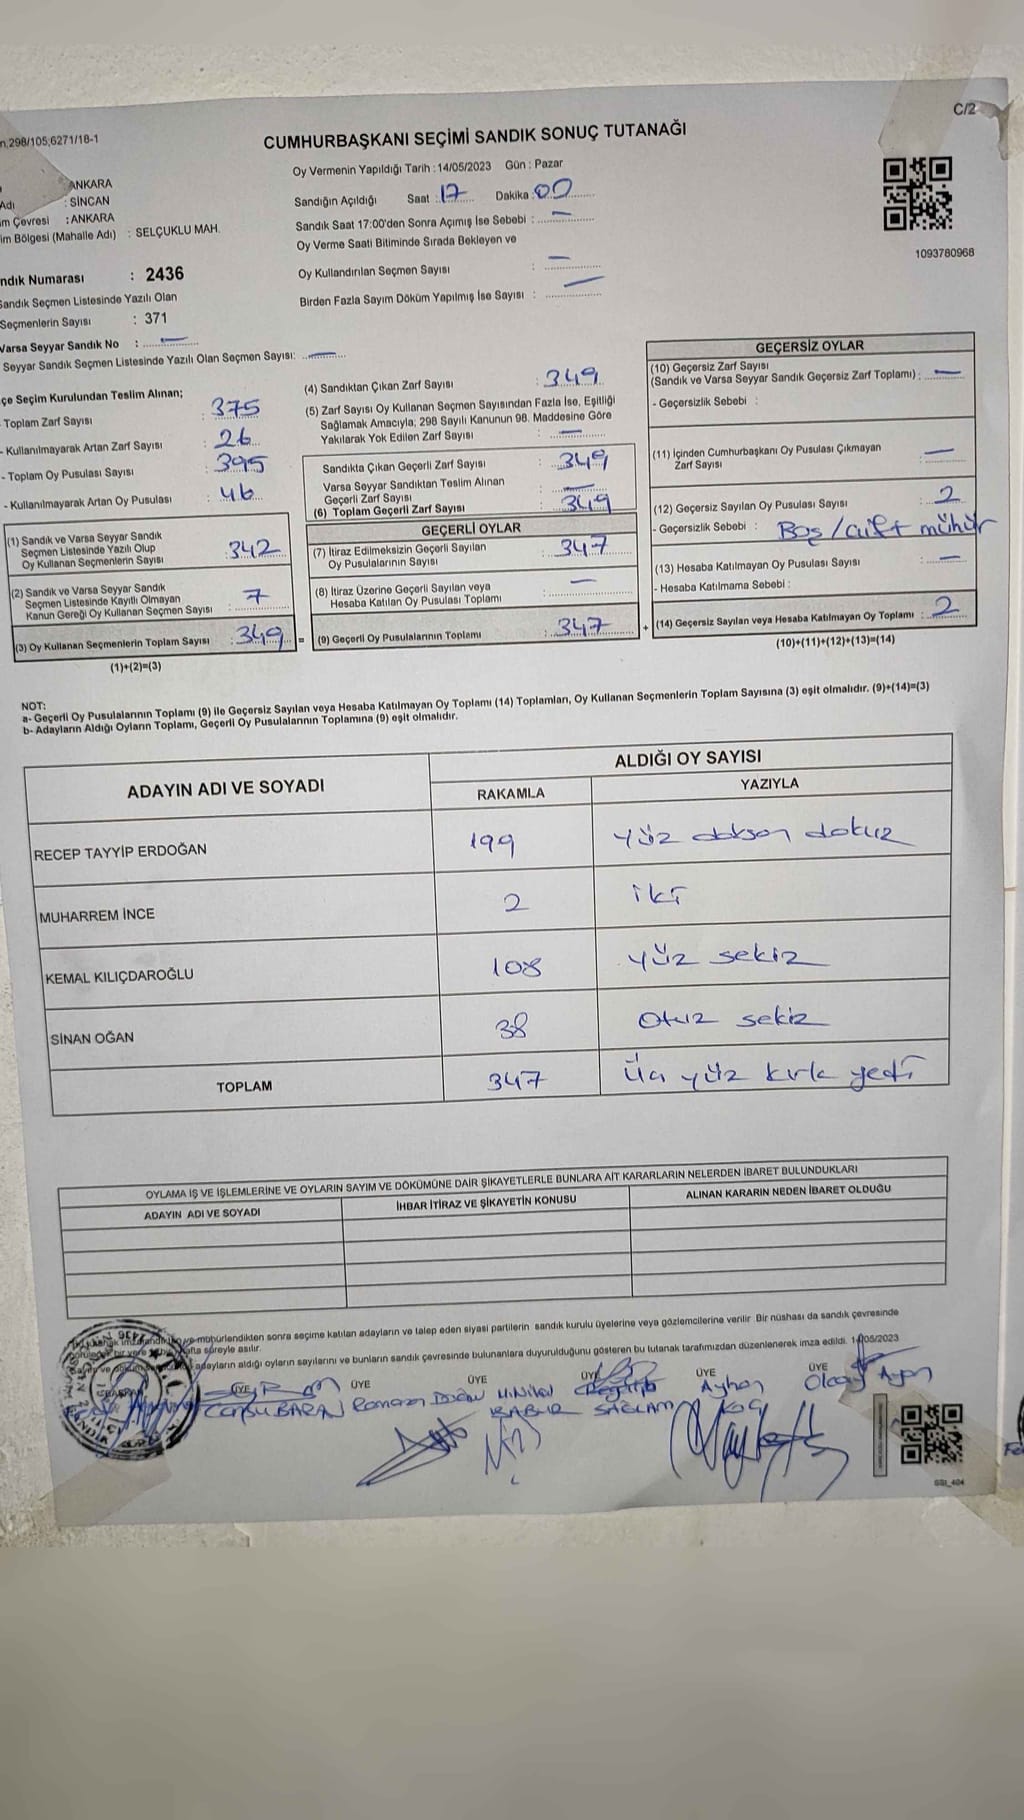 n,298/105,6271/18-1
C/2
CUMHURBAŞKANI SEÇİMİ SANDIK SONUÇ TUTANAĞI
ANKARA
Adı : SİNCAN
m Çevresi : ANKARA
im Bölgesi (Mahalle Adı) : SELÇUKLU MAH.
ndık Numarası : 2436
Sandık Seçmen Listesinde Yazılı Olan
Seçmenlerin Sayısı : 371
Varsa Seyyar Sandık No : —
Seyyar Sandık Seçmen Listesinde Yazılı Olan Seçmen Sayısı: —
Oy Vermenin Yapıldığı Tarih : 14/05/2023 Gün : Pazar
Sandığın Açıldığı Saat : 17 Dakika : 00
Sandık Saat 17:00'den Sonra Açımış İse Sebebi : —
Oy Verme Saati Bitiminde Sırada Bekleyen ve
Oy Kullandırılan Seçmen Sayısı : —
Birden Fazla Sayım Döküm Yapılmış İse Sayısı : —
1093780968
çe Seçim Kurulundan Teslim Alınan;
- Toplam Zarf Sayısı : 375
- Kullanılmayarak Artan Zarf Sayısı : 26
- Toplam Oy Pusulası Sayısı : 395
- Kullanılmayarak Artan Oy Pusulası : 46
(1) Sandık ve Varsa Seyyar Sandık
Seçmen Listesinde Yazılı Olup
Oy Kullanan Seçmenlerin Sayısı : 342
(2) Sandık ve Varsa Seyyar Sandık
Seçmen Listesinde Kayıtlı Olmayan
Kanun Gereği Oy Kullanan Seçmen Sayısı : 7
(3) Oy Kullanan Seçmenlerin Toplam Sayısı : 349 =
(1)+(2)=(3)
(4) Sandıktan Çıkan Zarf Sayısı : 349
(5) Zarf Sayısı Oy Kullanan Seçmen Sayısından Fazla İse, Eşitliği
Sağlamak Amacıyla; 298 Sayılı Kanunun 98. Maddesine Göre
Yakılarak Yok Edilen Zarf Sayısı : —
Sandıkta Çıkan Geçerli Zarf Sayısı : 349
Varsa Seyyar Sandıktan Teslim Alınan
Geçerli Zarf Sayısı : —
(6) Toplam Geçerli Zarf Sayısı : 349
GEÇERLİ OYLAR
(7) İtiraz Edilmeksizin Geçerli Sayılan
Oy Pusulalarının Sayısı : 347
(8) İtiraz Üzerine Geçerli Sayılan veya
Hesaba Katılan Oy Pusulası Toplamı : —
(9) Geçerli Oy Pusulalarının Toplamı : 347 +
GEÇERSİZ OYLAR
(10) Geçersiz Zarf Sayısı
(Sandık ve Varsa Seyyar Sandık Geçersiz Zarf Toplamı) : —
- Geçersizlik Sebebi :
(11) İçinden Cumhurbaşkanı Oy Pusulası Çıkmayan
Zarf Sayısı : —
(12) Geçersiz Sayılan Oy Pusulası Sayısı : 2
- Geçersizlik Sebebi : Boş / çift mühür
(13) Hesaba Katılmayan Oy Pusulası Sayısı : —
- Hesaba Katılmama Sebebi :
(14) Geçersiz Sayılan veya Hesaba Katılmayan Oy Toplamı : 2
(10)+(11)+(12)+(13)=(14)
NOT:
a- Geçerli Oy Pusulalarının Toplamı (9) ile Geçersiz Sayılan veya Hesaba Katılmayan Oy Toplamı (14) Toplamları, Oy Kullanan Seçmenlerin Toplam Sayısına (3) eşit olmalıdır. (9)+(14)=(3)
b- Adayların Aldığı Oyların Toplamı, Geçerli Oy Pusulalarının Toplamına (9) eşit olmalıdır.
ADAYIN ADI VE SOYADI
ALDIĞI OY SAYISI
RAKAMLA YAZIYLA
RECEP TAYYİP ERDOĞAN 199 yüz doksan dokuz
MUHARREM İNCE 2 iki
KEMAL KILIÇDAROĞLU 108 yüz sekiz
SİNAN OĞAN 38 otuz sekiz
TOPLAM 347 Üç yüz kırk yedi
OYLAMA İŞ VE İŞLEMLERİNE VE OYLARIN SAYIM VE DÖKÜMÜNE DAİR ŞİKAYETLERLE BUNLARA AİT KARARLARIN NELERDEN İBARET BULUNDUKLARI
ADAYIN ADI VE SOYADI İHBAR İTİRAZ VE ŞİKAYETİN KONUSU ALINAN KARARIN NEDEN İBARET OLDUĞU
mühürlendikten sonra seçime katılan adayların ve talep eden siyasi partilerin sandık kurulu üyelerine veya gözlemcilerine verilir. Bir nüshası da sandık çevresinde
süreyle asılır.
adayların aldığı oyların sayılarını ve bunların sandık çevresinde bulunanlara duyurulduğunu gösteren bu tutanak tarafımızdan düzenlenerek imza edildi. 14/05/2023
ÜYE ÜYE ÜYE ÜYE ÜYE ÜYE
BARAN Ramazan Doğan BABUR SAĞLAM Ayhan KOÇ Olcay
SSI_404